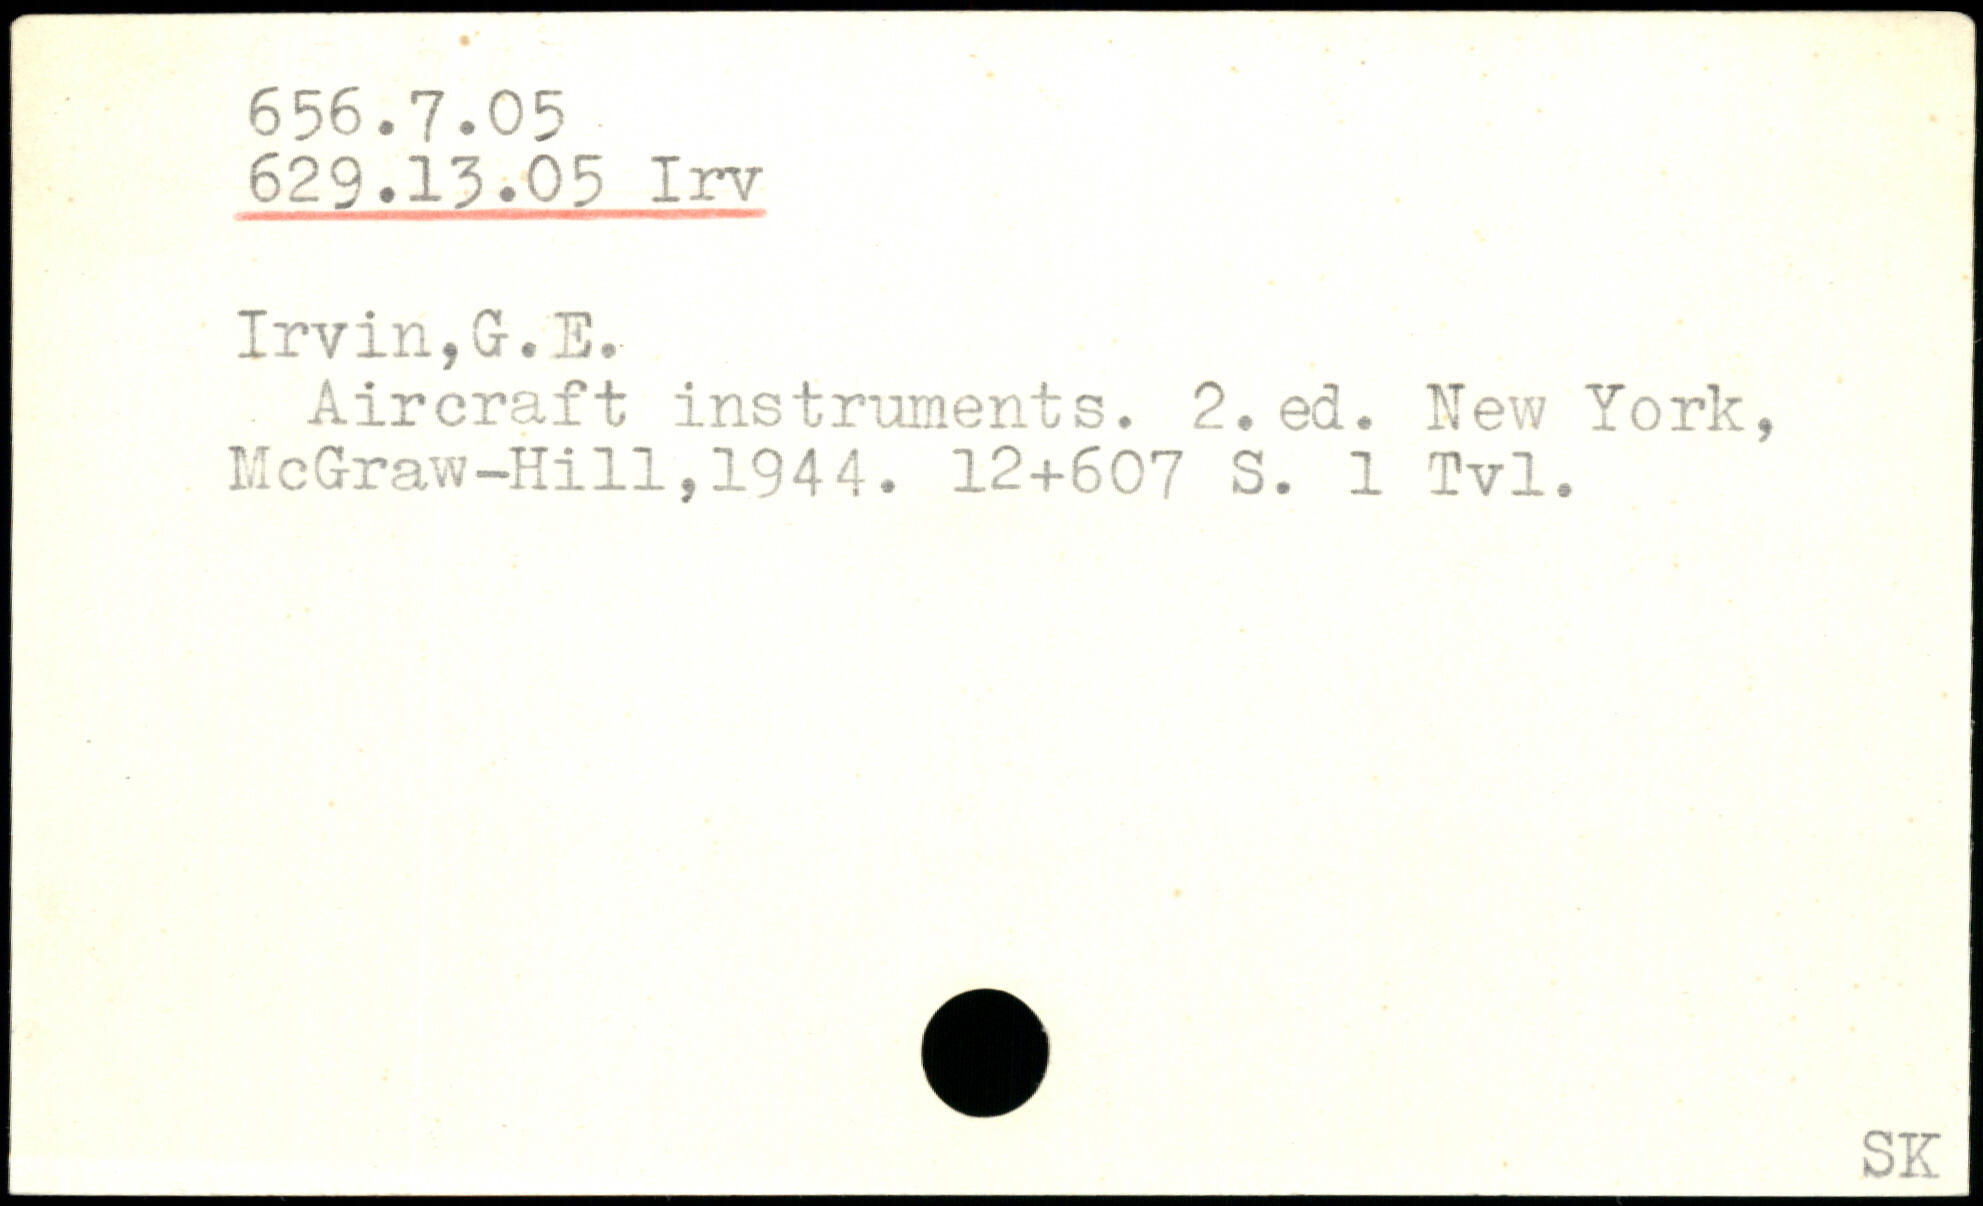 656.7.05
629.13.05 Irv
Irvin,G.E.
Aircraft instruments. 2.ed. New York,
McGraw-Hill,1944. 12+607 S. 1 Tvl.
SK